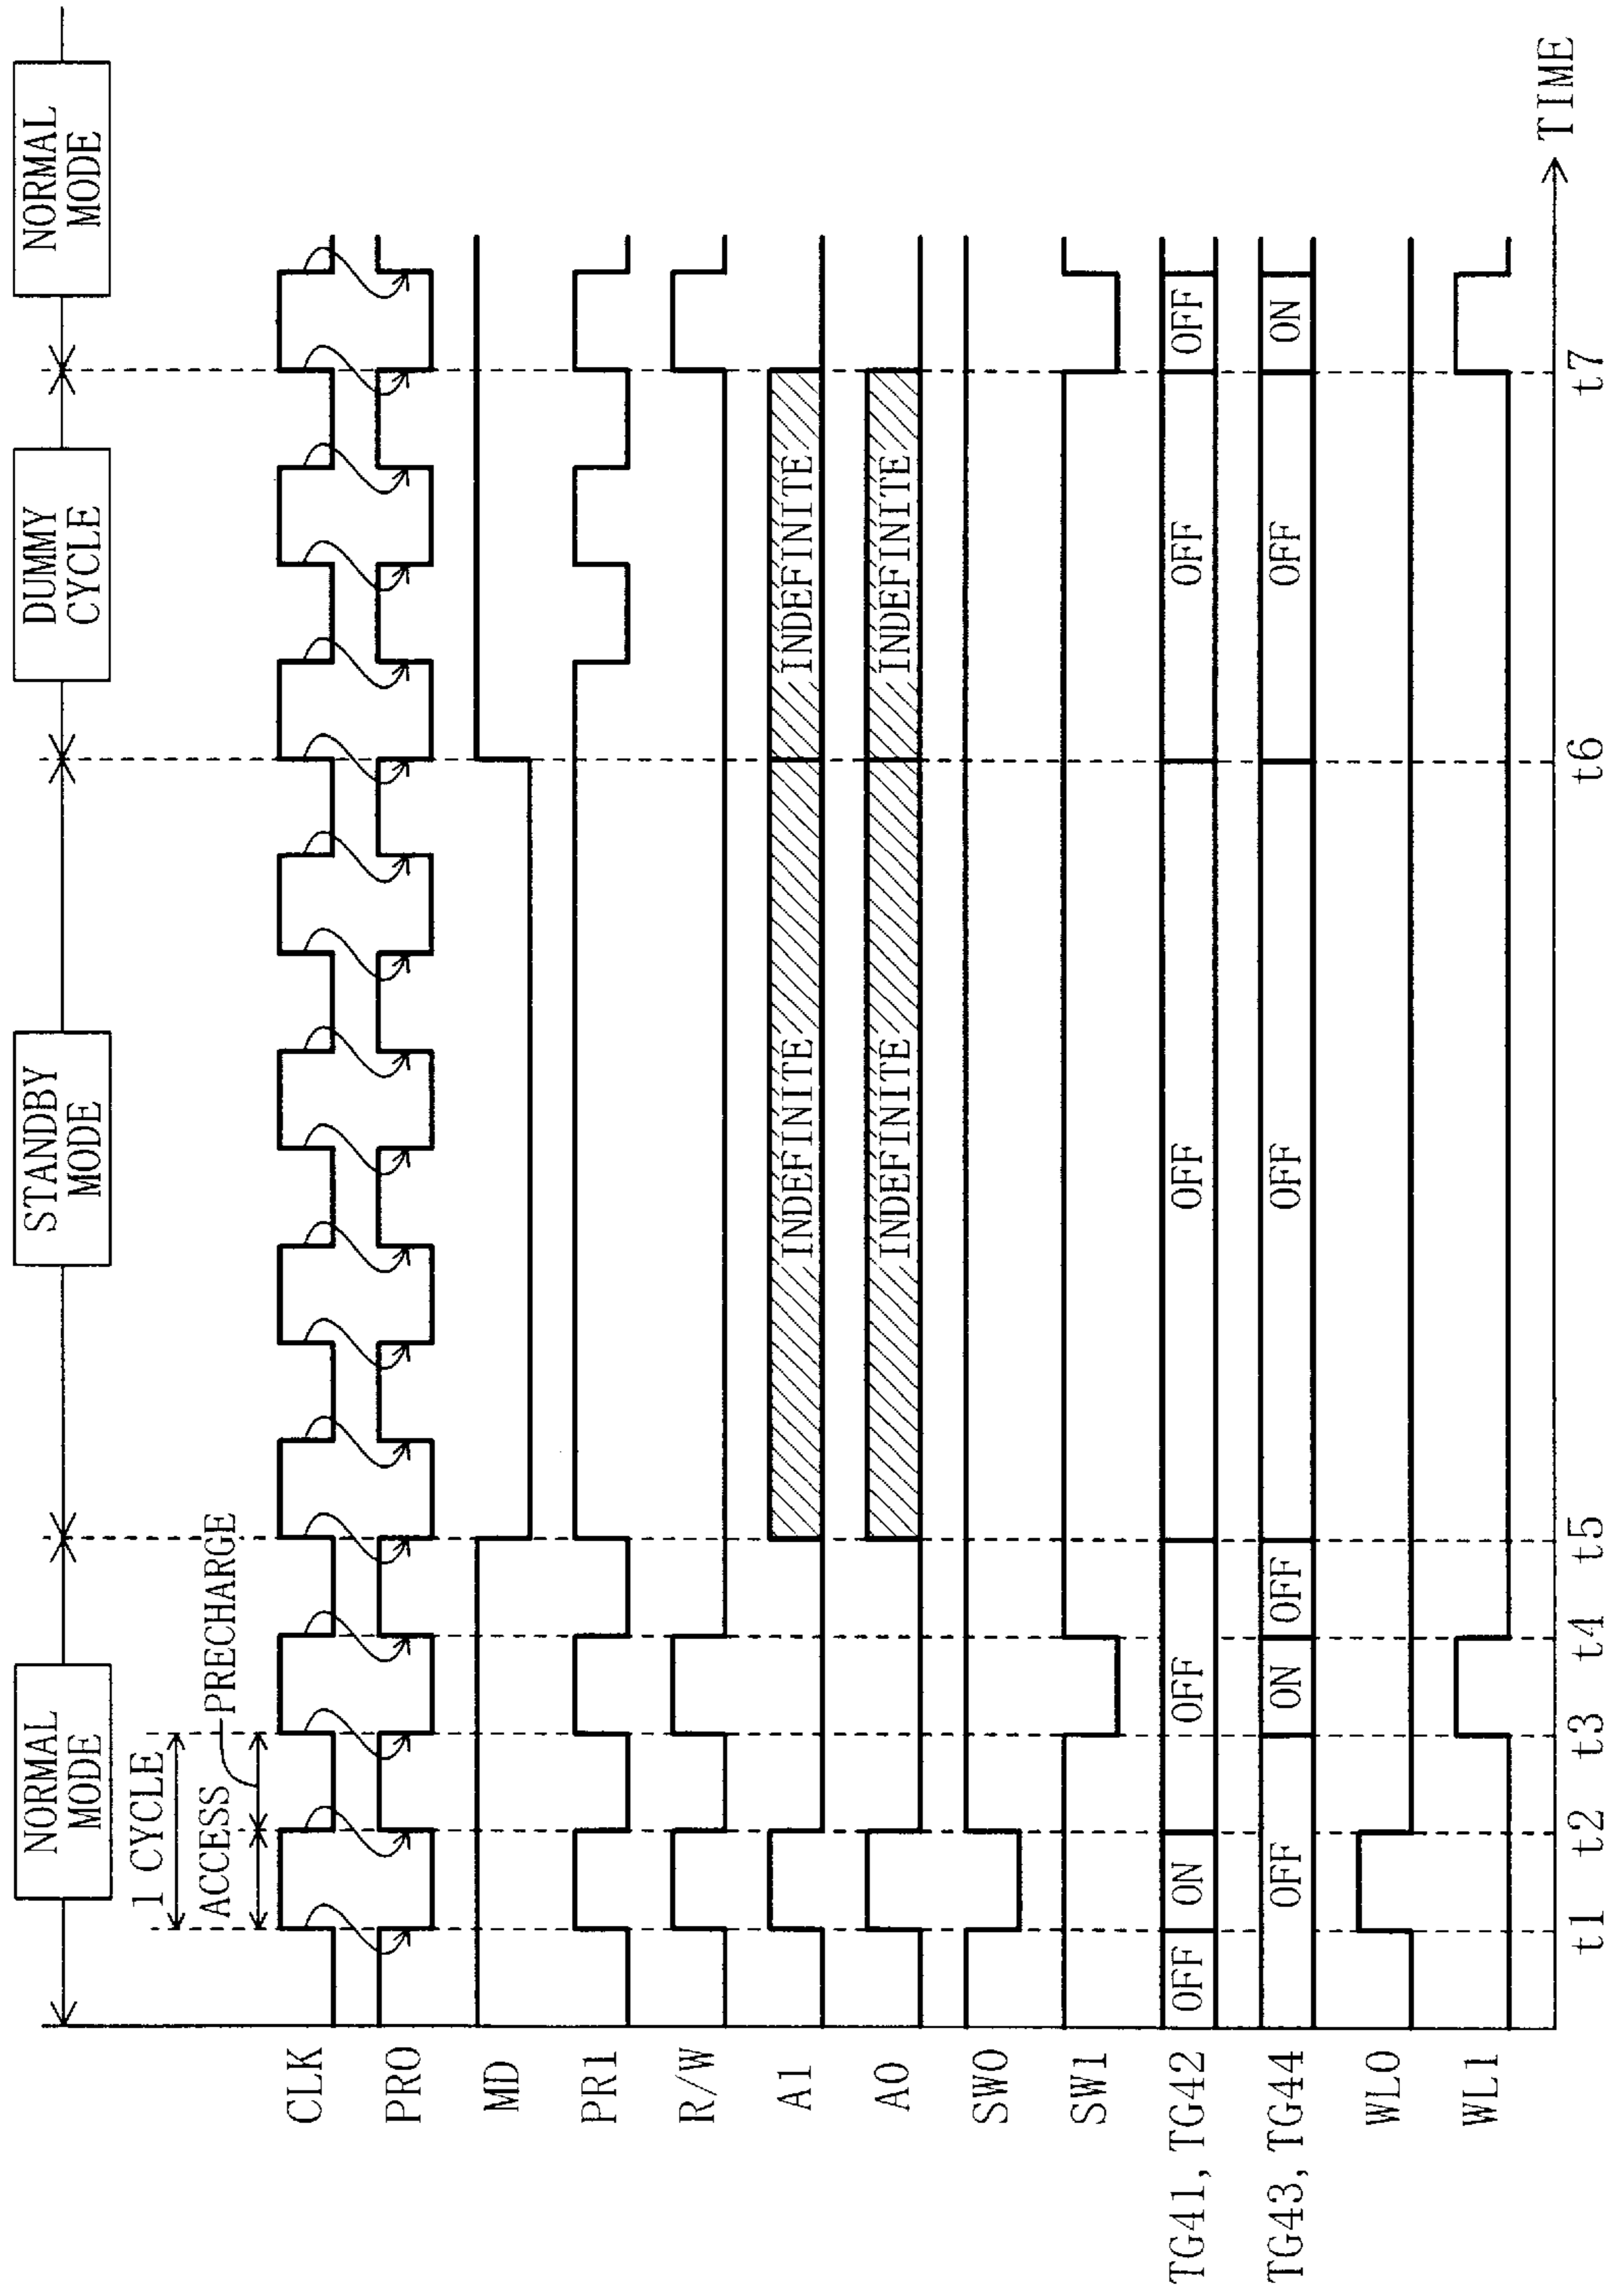 NORMAL
MODE
STANDBY
MODE
DUMMY
CYCLE
NORMAL
MODE
1 CYCLE
ACCESS
PRECHARGE
CLK
PR0
MD
PR1
R/W
A1
INDEFINITE
INDEFINITE
A0
INDEFINITE
INDEFINITE
SW0
SW1
TG41, TG42
OFF
ON
OFF
OFF
OFF
OFF
TG43, TG44
OFF
ON
OFF
OFF
OFF
ON
WL0
WL1
t1
t2
t3
t4
t5
t6
t7
TIME